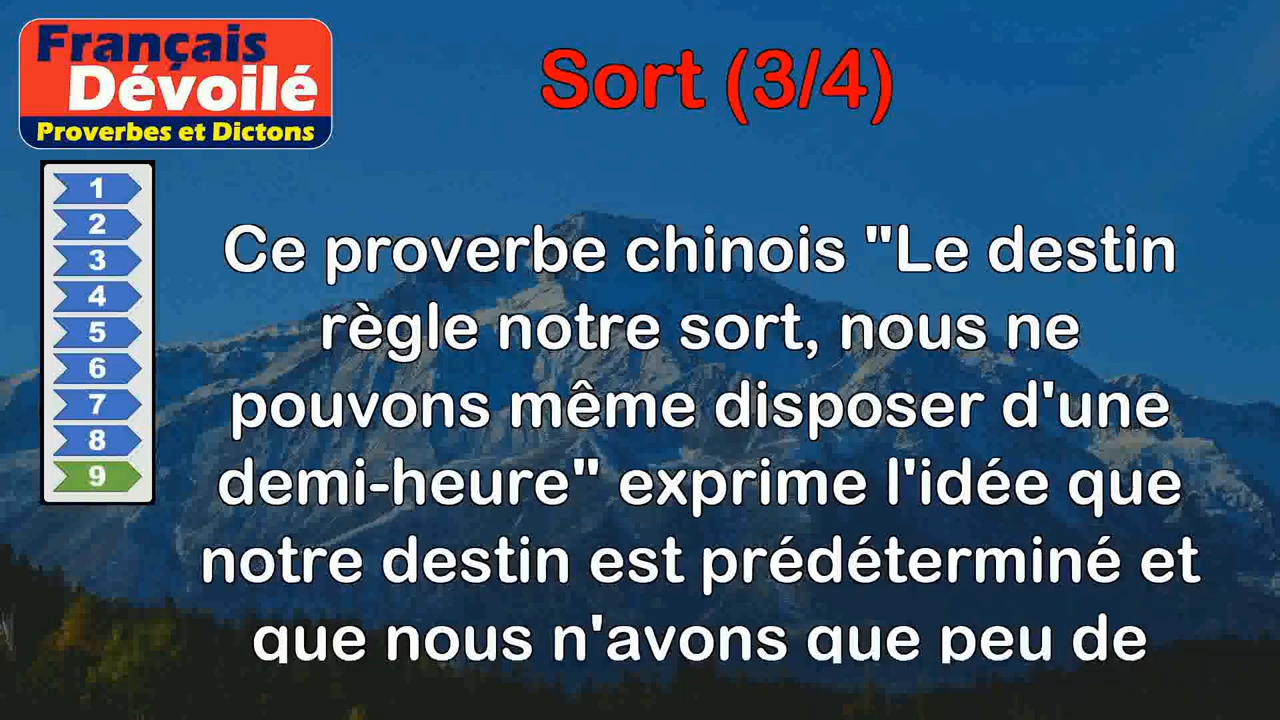 Français
Dévoilé
Proverbes et Dictons
Sort (3/4)
1
2
3
4
5
6
7
8
9
Ce proverbe chinois "Le destin
règle notre sort, nous ne
pouvons même disposer d'une
demi-heure" exprime l'idée que
notre destin est prédéterminé et
que nous n'avons que peu de